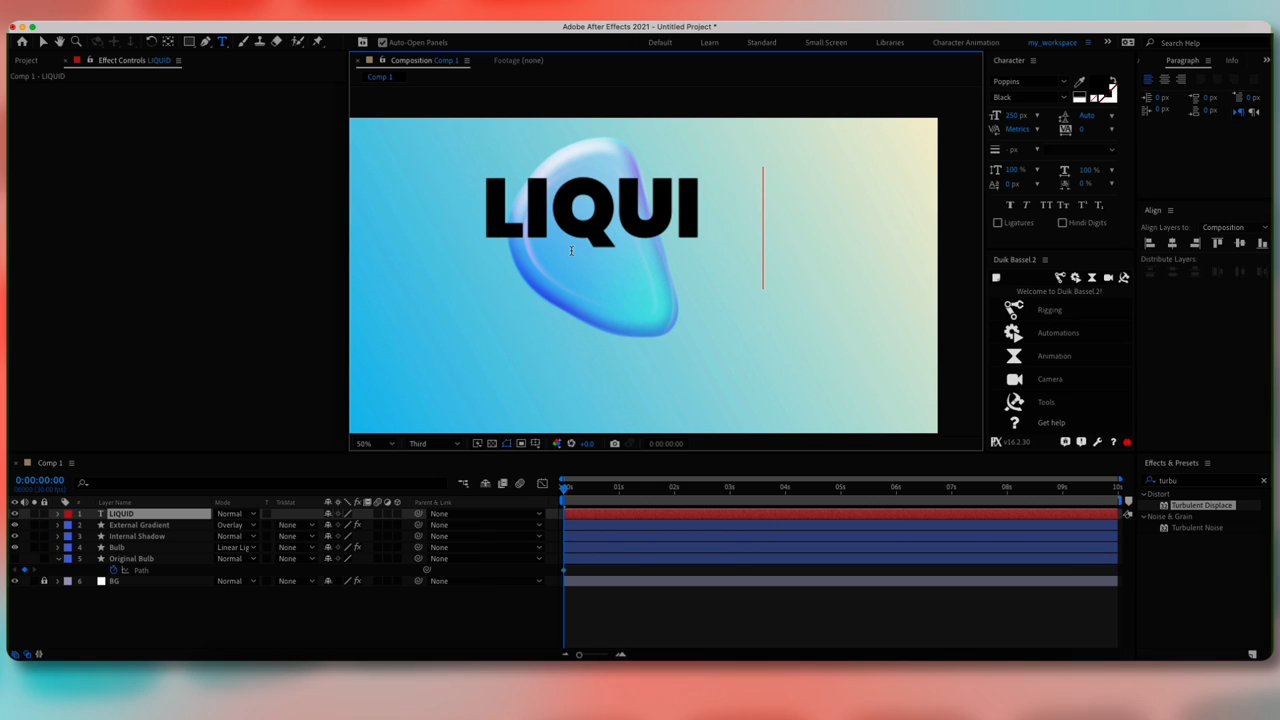 Adobe After Effects 2021 - Untitled Project *
Auto-Open Panels
Default
Learn
Standard
Small Screen
Libraries
Character Animation
my_workspace
Search Help
Project
Effect Controls LIQUID
Composition Comp 1
Footage (none)
Character
Paragraph
Info
Comp 1 - LIQUID
Comp 1
Poppins
Black
0 px
0 px
0 px
0 px
0 px
250 px
Auto
Metrics
0
- px
100 %
100 %
0 px
0 %
LIQUI
Ligatures
Hindi Digits
Align
Align Layers to:
Composition
Distribute Layers:
Duik Bassel.2
Welcome to Duik Bassel.2!
Rigging
Automations
Animation
Camera
Tools
Get help
v16.2.30
50%
Third
+0.0
0:00:00:00
Comp 1
Effects & Presets
0:00:00:00
turbu
# Layer Name
Mode
T TrkMat
Parent & Link
01s
02s
03s
04s
05s
06s
07s
08s
09s
10s
Distort
Turbulent Displace
Noise & Grain
Turbulent Noise
1 T LIQUID Normal None
2 External Gradient Overlay None None
3 Internal Shadow Normal None None
4 Bulb Linear Lig None None
5 Original Bulb Normal None None
Path
6 BG Normal None None